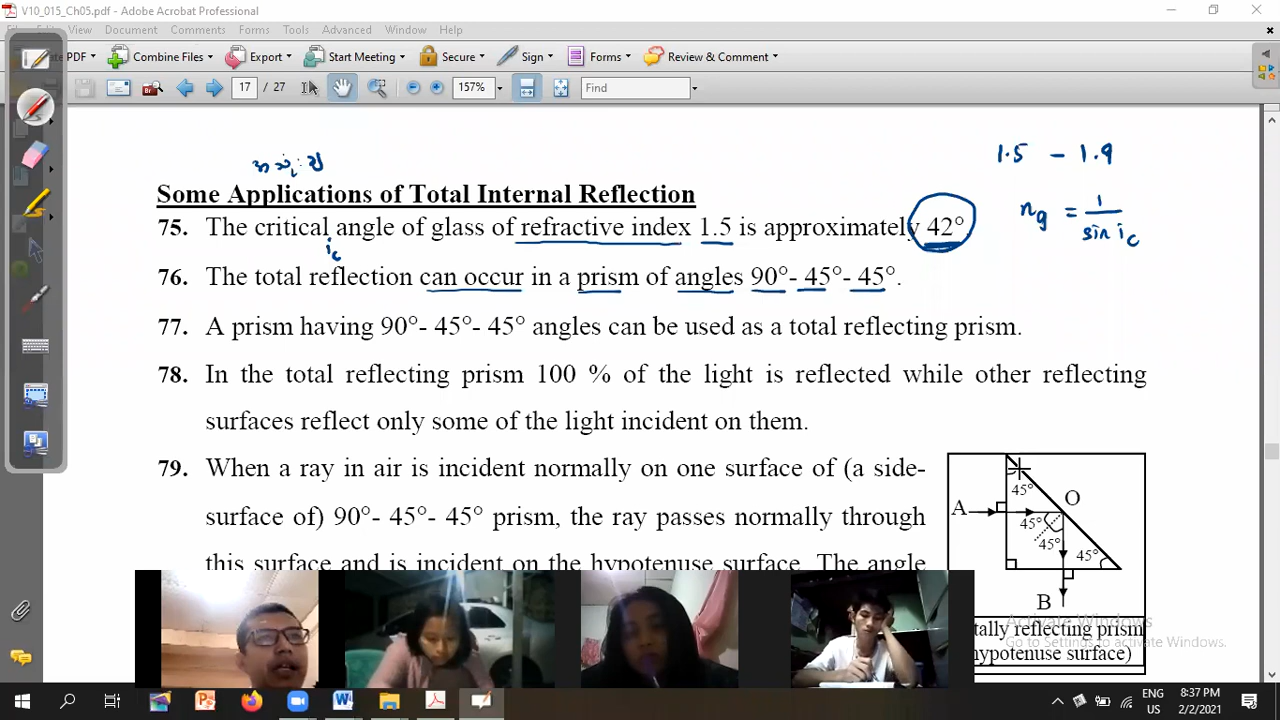 V10_015_Ch05.pdf - Adobe Acrobat Professional
View Document Comments Forms Tools Advanced Window Help
PDF Combine Files Export Start Meeting Secure Sign Forms Review & Comment
17 / 27 157% Find
1.5 - 1.9
Some Applications of Total Internal Reflection
75. The critical angle of glass of refractive index 1.5 is approximately 42°.
n g = 1 / sin i c
i c
76. The total reflection can occur in a prism of angles 90°- 45°- 45°.
77. A prism having 90°- 45°- 45° angles can be used as a total reflecting prism.
78. In the total reflecting prism 100 % of the light is reflected while other reflecting
surfaces reflect only some of the light incident on them.
79. When a ray in air is incident normally on one surface of (a side-
surface of) 90°- 45°- 45° prism, the ray passes normally through
this surface and is incident on the hypotenuse surface. The angle
45°
O
A
45°
45°
45°
B
tally reflecting prism
hypotenuse surface)
Activate Windows
Go to Settings to activate Windows.
ENG
US
8:37 PM
2/2/2021